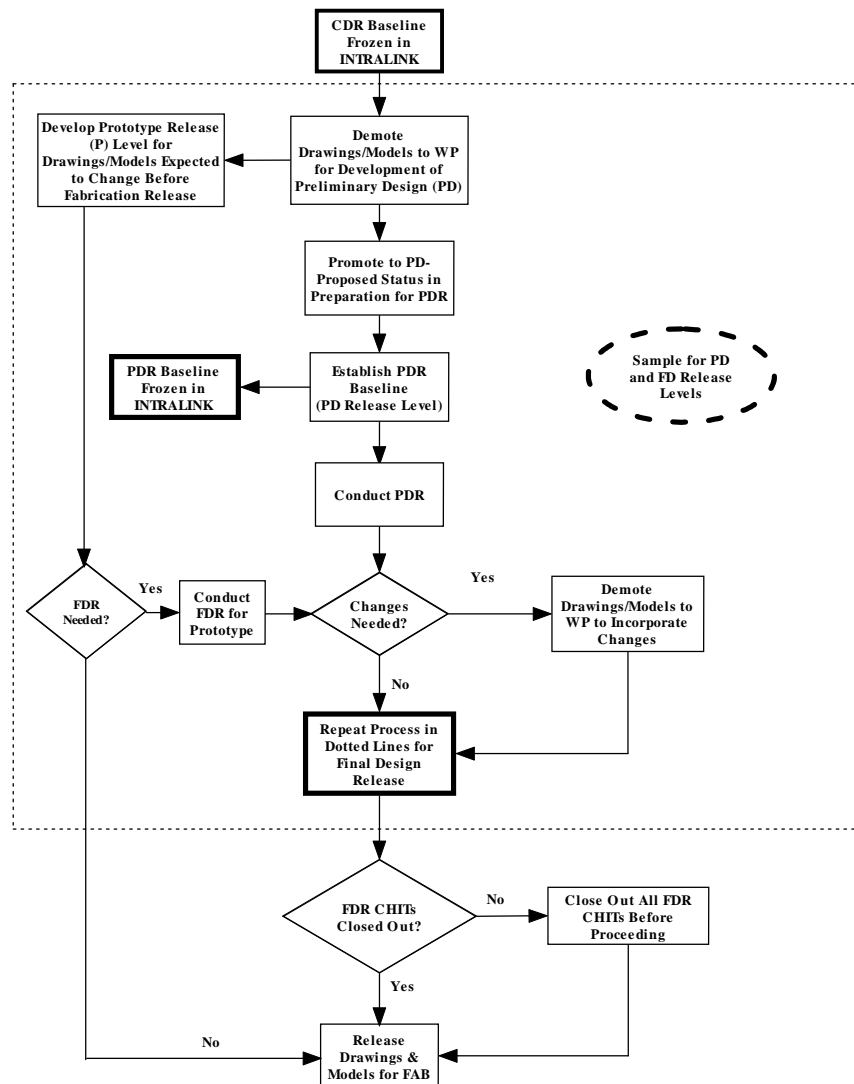 CDR Baseline
Frozen in
INTRALINK
Develop Prototype Release
(P) Level for
Drawings/Models Expected
to Change Before
Fabrication Release
Demote
Drawings/Models to WP
for Development of
Preliminary Design (PD)
Promote to PD-
Proposed Status in
Preparation for PDR
PDR Baseline
Frozen in
INTRALINK
Establish PDR
Baseline
(PD Release Level)
Sample for PD
and FD Release
Levels
Conduct PDR
FDR
Needed?
Yes
Conduct
FDR for
Prototype
Changes
Needed?
Yes
Demote
Drawings/Models to
WP to Incorporate
Changes
No
Repeat Process in
Dotted Lines for
Final Design
Release
FDR CHITs
Closed Out?
No
Close Out All FDR
CHITs Before
Proceeding
Yes
No
Release
Drawings &
Models for FAB